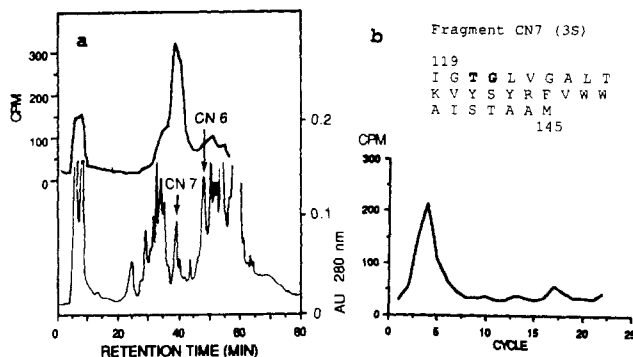 a
300
200
100
0
CPM
CN 6
CN 7
0.2
0.1
0
AU 280 nm
0 20 40 60 80
RETENTION TIME (MIN)
b
Fragment CN7 (3S)
119
I G T G L V G A L T
K V Y S Y R F V W W
A I S T A A M
145
CPM
300
200
100
0
0 5 10 15 20 25
CYCLE